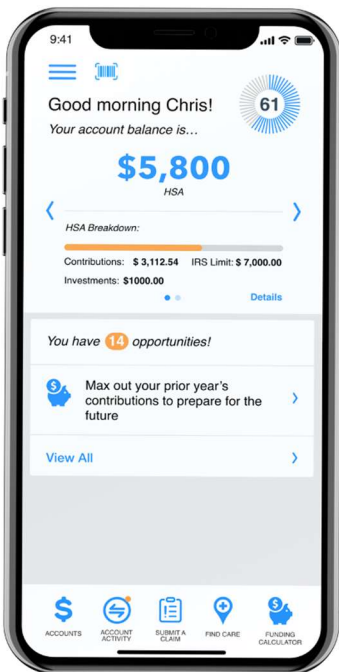 9:41
Good morning Chris!
61
Your account balance is...
$5,800
HSA
HSA Breakdown:
Contributions: $ 3,112.54 IRS Limit: $ 7,000.00
Investments: $1000.00
Details
You have 14 opportunities!
$
Max out your prior year's
contributions to prepare for the
future
View All
$
$
ACCOUNTS
ACCOUNT
ACTIVITY
SUBMIT A
CLAIM
FIND CARE
FUNDING
CALCULATOR